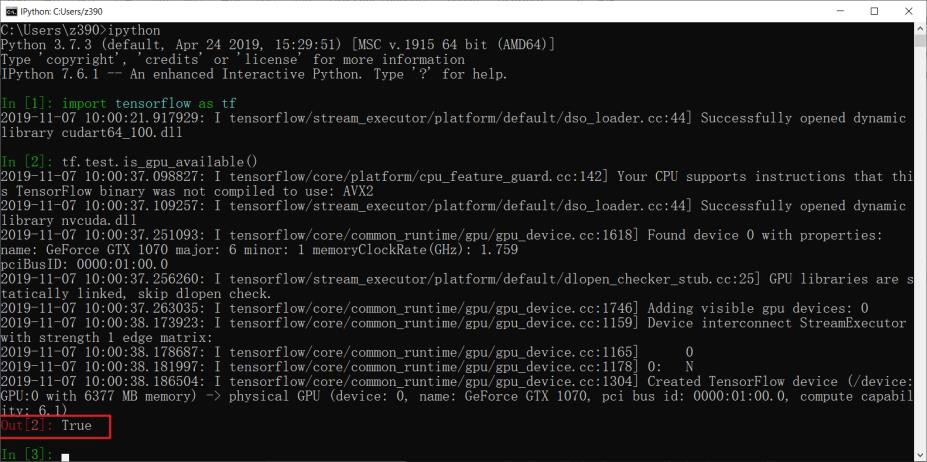 IPython: C:Users/z390
C:\Users\z390>ipython
Python 3.7.3 (default, Apr 24 2019, 15:29:51) [MSC v.1915 64 bit (AMD64)]
Type 'copyright', 'credits' or 'license' for more information
IPython 7.6.1 -- An enhanced Interactive Python. Type '?' for help.
In [1]: import tensorflow as tf
2019-11-07 10:00:21.917929: I tensorflow/stream_executor/platform/default/dso_loader.cc:44] Successfully opened dynamic
library cudart64_100.dll
In [2]: tf.test.is_gpu_available()
2019-11-07 10:00:37.098827: I tensorflow/core/platform/cpu_feature_guard.cc:142] Your CPU supports instructions that thi
s TensorFlow binary was not compiled to use: AVX2
2019-11-07 10:00:37.109257: I tensorflow/stream_executor/platform/default/dso_loader.cc:44] Successfully opened dynamic
library nvcuda.dll
2019-11-07 10:00:37.251093: I tensorflow/core/common_runtime/gpu/gpu_device.cc:1618] Found device 0 with properties:
name: GeForce GTX 1070 major: 6 minor: 1 memoryClockRate(GHz): 1.759
pciBusID: 0000:01:00.0
2019-11-07 10:00:37.256260: I tensorflow/stream_executor/platform/default/dlopen_checker_stub.cc:25] GPU libraries are s
tatically linked, skip dlopen check.
2019-11-07 10:00:37.263035: I tensorflow/core/common_runtime/gpu/gpu_device.cc:1746] Adding visible gpu devices: 0
2019-11-07 10:00:38.173923: I tensorflow/core/common_runtime/gpu/gpu_device.cc:1159] Device interconnect StreamExecutor
with strength 1 edge matrix:
2019-11-07 10:00:38.178687: I tensorflow/core/common_runtime/gpu/gpu_device.cc:1165]      0
2019-11-07 10:00:38.181997: I tensorflow/core/common_runtime/gpu/gpu_device.cc:1178] 0:   N
2019-11-07 10:00:38.186504: I tensorflow/core/common_runtime/gpu/gpu_device.cc:1304] Created TensorFlow device (/device:
GPU:0 with 6377 MB memory) -> physical GPU (device: 0, name: GeForce GTX 1070, pci bus id: 0000:01:00.0, compute capabil
ity: 6.1)
Out[2]: True
In [3]: